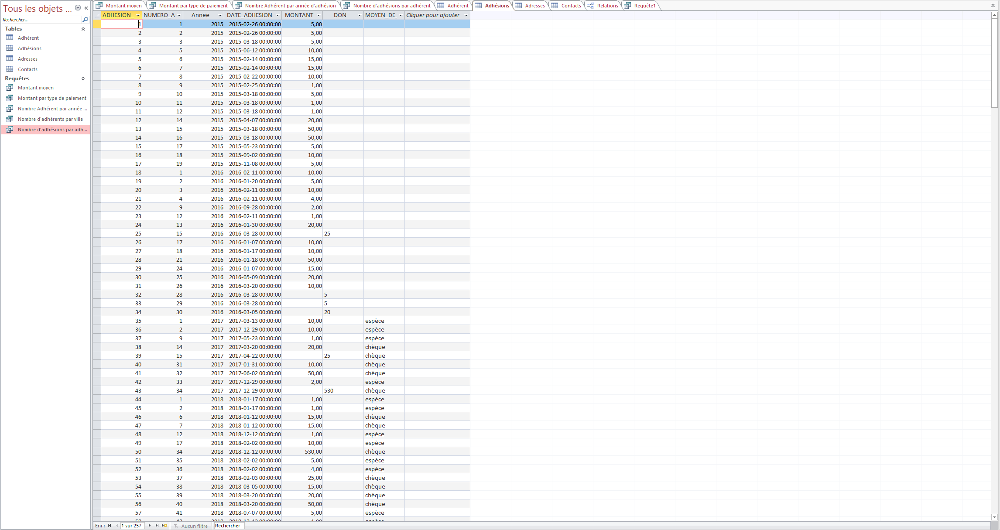 Tous les objets ... «
Rechercher...
Tables
Adhérent
Adhésions
Adresses
Contacts
Requêtes
Montant moyen
Montant par type de paiement
Nombre Adhérent par année ...
Nombre d'adhérents par ville
Nombre d'adhésions par adh...
Montant moyen Montant par type de paiement Nombre Adhérent par année d'adhésion Nombre d'adhésions par adhérent Adhérent Adhésions Adresses Contacts Relations Requête1
ADHESION_ NUMERO_A Annee DATE_ADHESION MONTANT DON MOYEN_DE_ Cliquer pour ajouter
1 1 2015 2015-02-26 00:00:00 5,00
2 2 2015 2015-02-26 00:00:00 5,00
3 3 2015 2015-03-18 00:00:00 5,00
4 5 2015 2015-06-12 00:00:00 10,00
5 6 2015 2015-02-14 00:00:00 15,00
6 7 2015 2015-02-14 00:00:00 15,00
7 8 2015 2015-02-22 00:00:00 10,00
8 9 2015 2015-02-25 00:00:00 1,00
9 10 2015 2015-03-18 00:00:00 5,00
10 11 2015 2015-03-18 00:00:00 1,00
11 12 2015 2015-03-18 00:00:00 1,00
12 14 2015 2015-04-07 00:00:00 20,00
13 15 2015 2015-03-18 00:00:00 50,00
14 16 2015 2015-03-18 00:00:00 50,00
15 17 2015 2015-05-23 00:00:00 5,00
16 18 2015 2015-09-02 00:00:00 10,00
17 19 2015 2015-11-08 00:00:00 5,00
18 1 2016 2016-02-11 00:00:00 10,00
19 2 2016 2016-01-20 00:00:00 5,00
20 3 2016 2016-02-11 00:00:00 10,00
21 4 2016 2016-02-11 00:00:00 4,00
22 9 2016 2016-09-28 00:00:00 2,00
23 12 2016 2016-02-11 00:00:00 1,00
24 13 2016 2016-01-30 00:00:00 20,00
25 15 2016 2016-03-28 00:00:00 25
26 17 2016 2016-01-07 00:00:00 10,00
27 18 2016 2016-01-17 00:00:00 10,00
28 21 2016 2016-01-18 00:00:00 50,00
29 24 2016 2016-01-07 00:00:00 15,00
30 25 2016 2016-05-09 00:00:00 20,00
31 26 2016 2016-03-20 00:00:00 10,00
32 28 2016 2016-03-28 00:00:00 5
33 29 2016 2016-03-28 00:00:00 5
34 30 2016 2016-03-05 00:00:00 20
35 1 2017 2017-03-13 00:00:00 10,00 espèce
36 2 2017 2017-12-29 00:00:00 10,00 espèce
37 9 2017 2017-05-23 00:00:00 1,00 espèce
38 14 2017 2017-03-20 00:00:00 20,00 chèque
39 15 2017 2017-04-22 00:00:00 25 chèque
40 31 2017 2017-01-31 00:00:00 10,00 chèque
41 32 2017 2017-06-02 00:00:00 50,00 chèque
42 33 2017 2017-12-29 00:00:00 2,00 espèce
43 34 2017 2017-12-29 00:00:00 530 chèque
44 1 2018 2018-01-17 00:00:00 1,00 espèce
45 2 2018 2018-01-17 00:00:00 1,00 espèce
46 6 2018 2018-01-12 00:00:00 15,00 chèque
47 7 2018 2018-01-12 00:00:00 15,00 chèque
48 12 2018 2018-12-12 00:00:00 1,00 espèce
49 17 2018 2018-02-02 00:00:00 10,00 espèce
50 34 2018 2018-12-12 00:00:00 530,00 chèque
51 35 2018 2018-02-02 00:00:00 5,00 espèce
52 36 2018 2018-02-02 00:00:00 4,00 espèce
53 37 2018 2018-02-03 00:00:00 25,00 chèque
54 38 2018 2018-03-05 00:00:00 15,00 chèque
55 39 2018 2018-03-20 00:00:00 20,00 chèque
56 40 2018 2018-03-20 00:00:00 50,00 chèque
57 41 2018 2018-07-07 00:00:00 5,00 espèce
Enr : 1 sur 257 Aucun filtre Rechercher